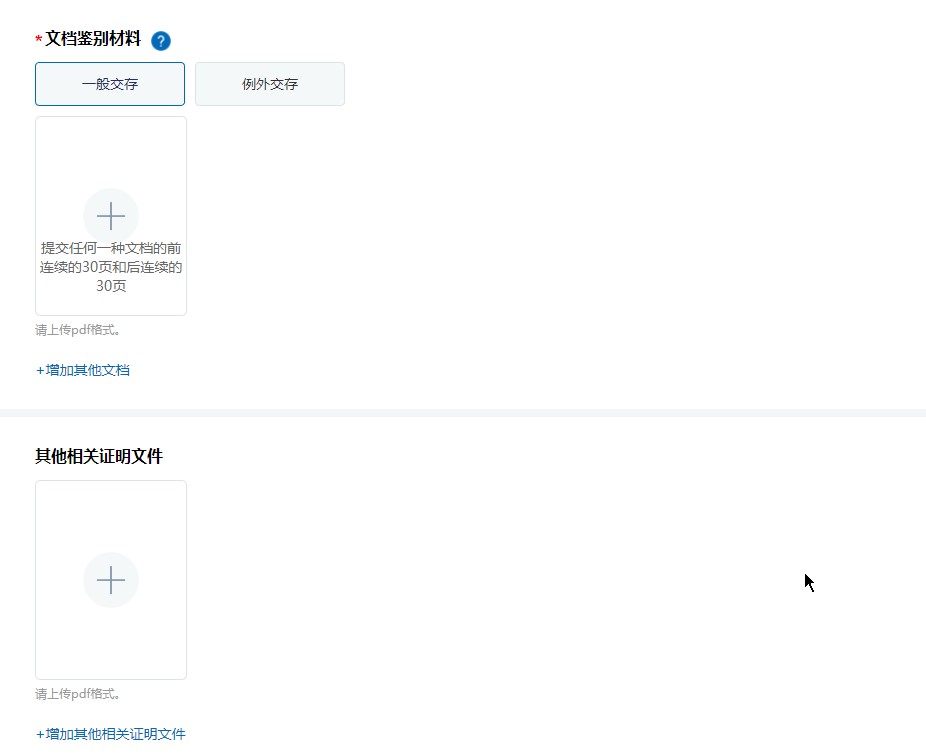 *文档鉴别材料 ?
一般交存 例外交存
提交任何一种文档的前
连续的30页和后连续的
30页
请上传pdf格式。
+增加其他文档
其他相关证明文件
请上传pdf格式。
+增加其他相关证明文件